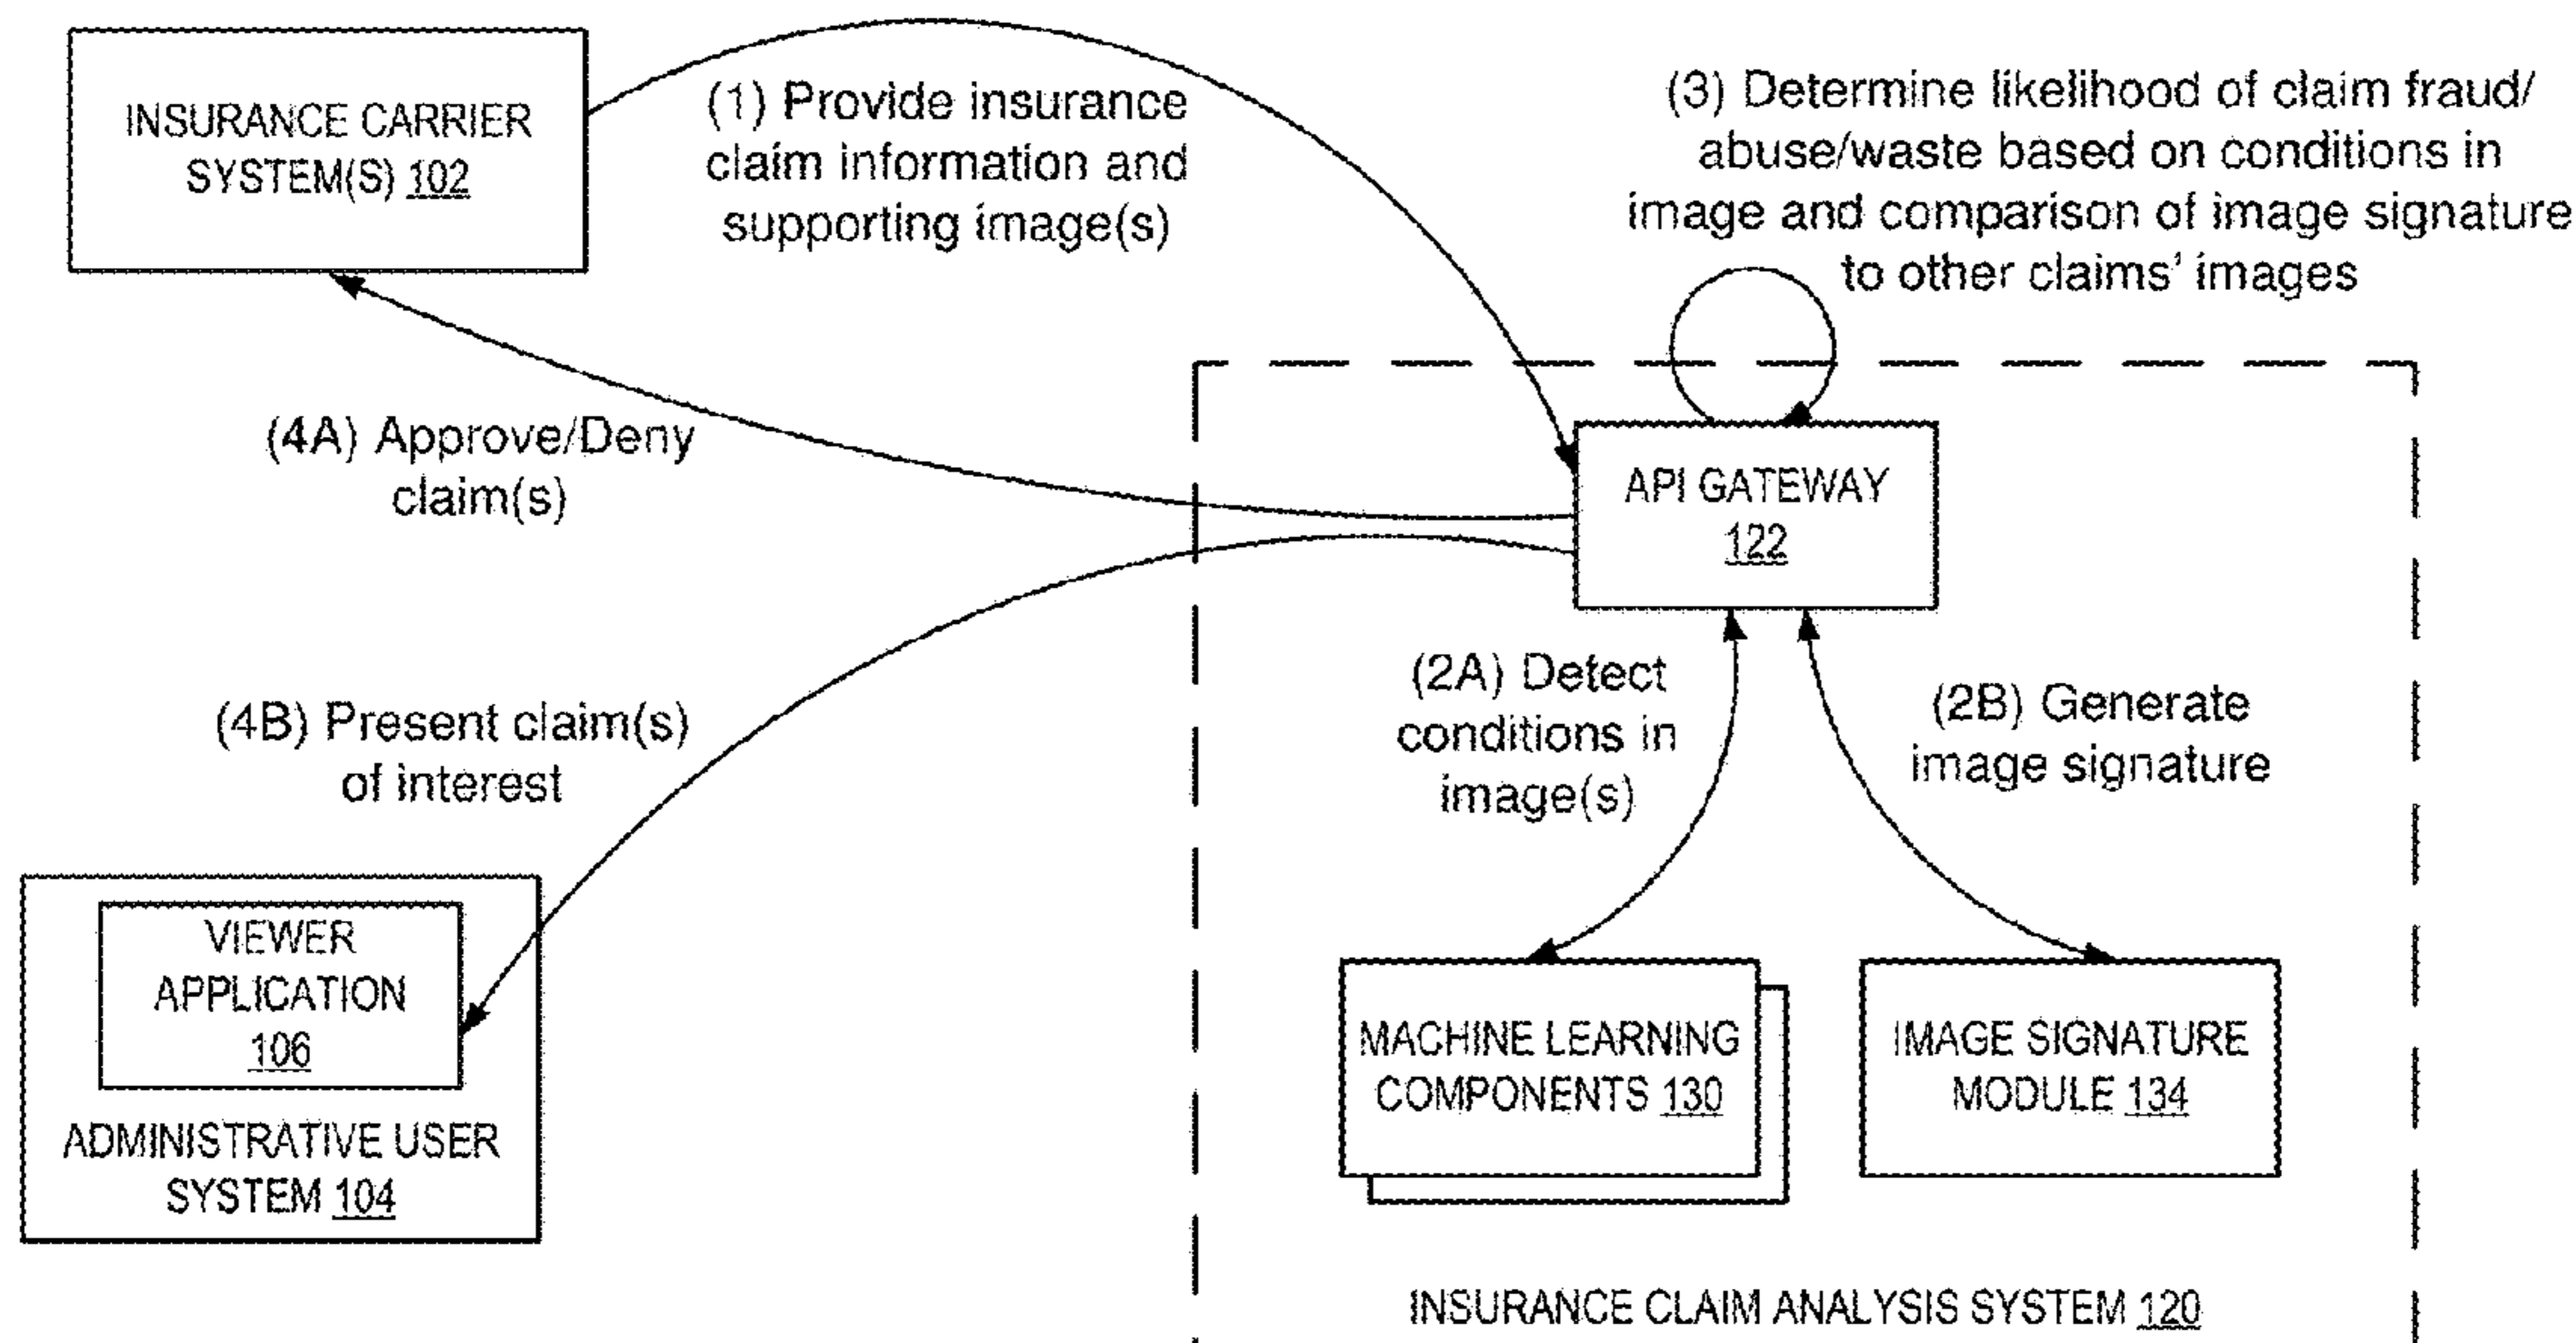 INSURANCE CARRIER
SYSTEM(S) 102
(1) Provide insurance
claim information and
supporting image(s)
(3) Determine likelihood of claim fraud/
abuse/waste based on conditions in
image and comparison of image signature
to other claims' images
(4A) Approve/Deny
claim(s)
API GATEWAY
122
(4B) Present claim(s)
of interest
(2A) Detect
conditions in
image(s)
(2B) Generate
image signature
VIEWER
APPLICATION
106
ADMINISTRATIVE USER
SYSTEM 104
MACHINE LEARNING
COMPONENTS 130
IMAGE SIGNATURE
MODULE 134
INSURANCE CLAIM ANALYSIS SYSTEM 120